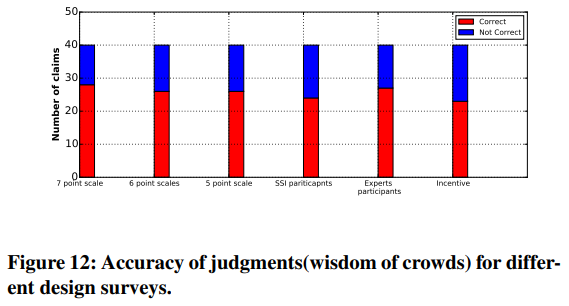 50
40
30
20
10
0
Number of claims
Correct
Not Correct
7 point scale
6 point scales
5 point scale
SSI pariticapnts
Experts
participants
Incentive
Figure 12: Accuracy of judgments(wisdom of crowds) for differ-
ent design surveys.